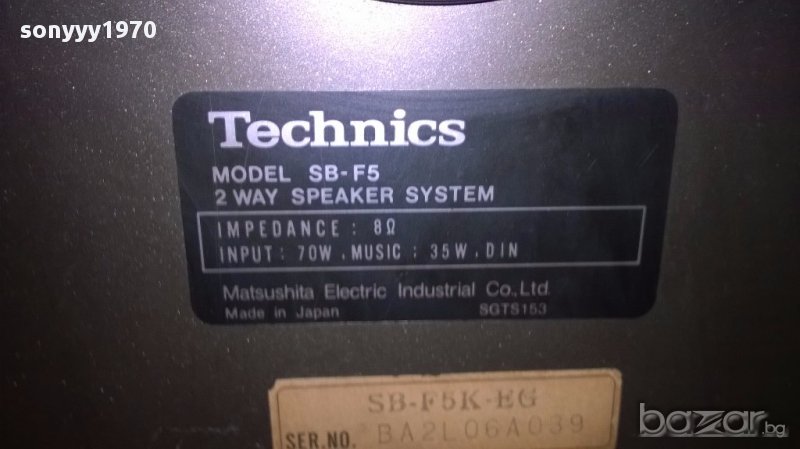 sonyyy1970
Technics
MODEL SB-F5
2 WAY SPEAKER SYSTEM
IMPEDANCE : 8Ω
INPUT : 70W . MUSIC : 35W . DIN
Matsushita Electric Industrial Co., Ltd.
Made in Japan SGTS153
SB-F5K-EG
SER.NO. BA2L06A039
bazar.bg